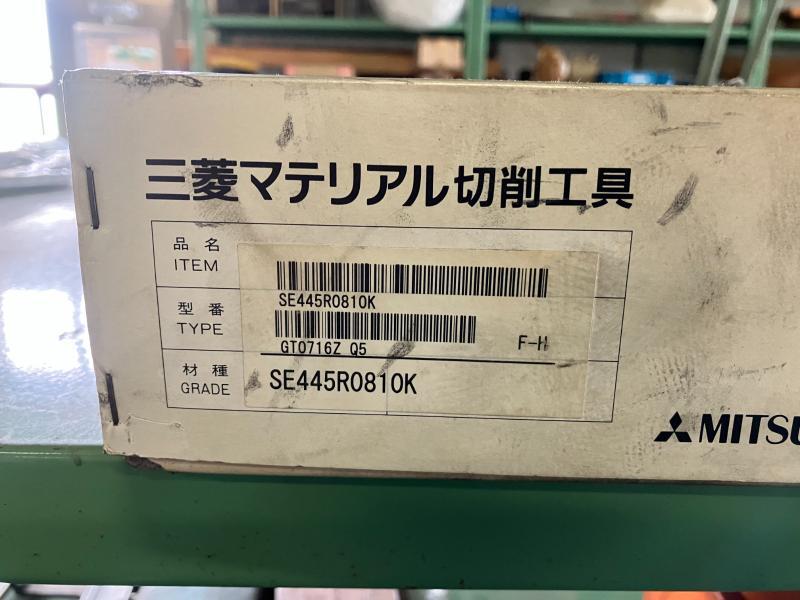 三菱マテリアル切削工具
品名
ITEM
SE445R0810K
型番
TYPE
GT0716Z Q5
F-H
材種
GRADE
SE445R0810K
MITSU